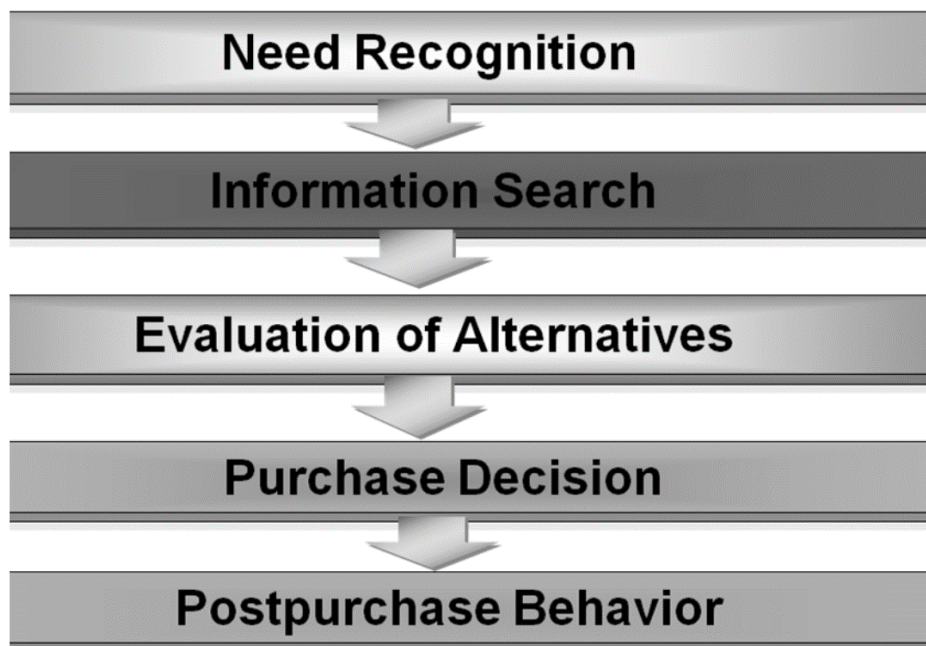 Need Recognition
Information Search
Evaluation of Alternatives
Purchase Decision
Postpurchase Behavior